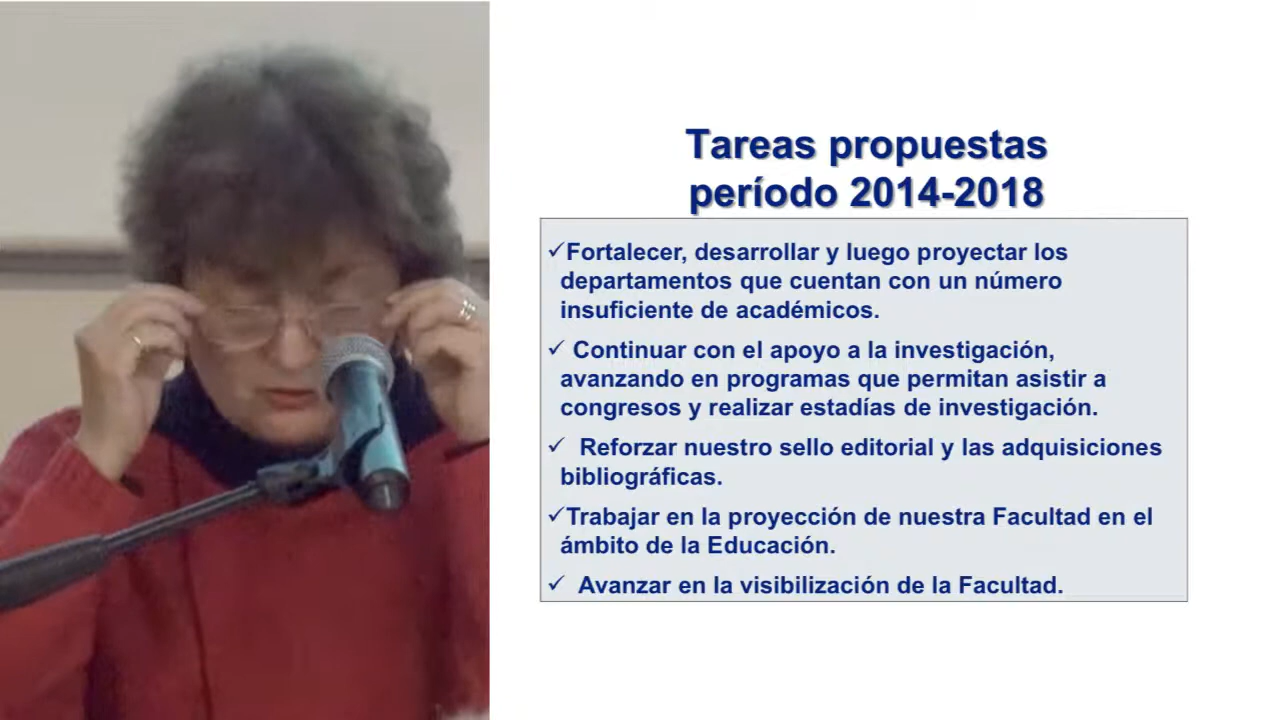 Tareas propuestas
período 2014-2018
✓Fortalecer, desarrollar y luego proyectar los
departamentos que cuentan con un número
insuficiente de académicos.
✓ Continuar con el apoyo a la investigación,
avanzando en programas que permitan asistir a
congresos y realizar estadías de investigación.
✓ Reforzar nuestro sello editorial y las adquisiciones
bibliográficas.
✓Trabajar en la proyección de nuestra Facultad en el
ámbito de la Educación.
✓ Avanzar en la visibilización de la Facultad.